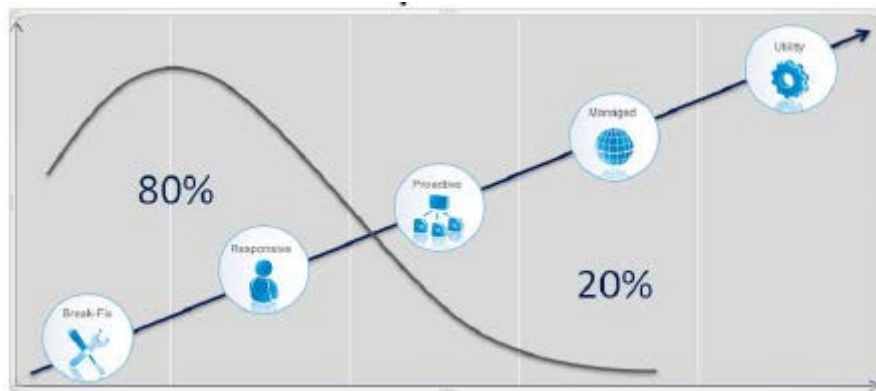 Utility
Managed
Proactive
80%
Responsive
20%
Break-Fix